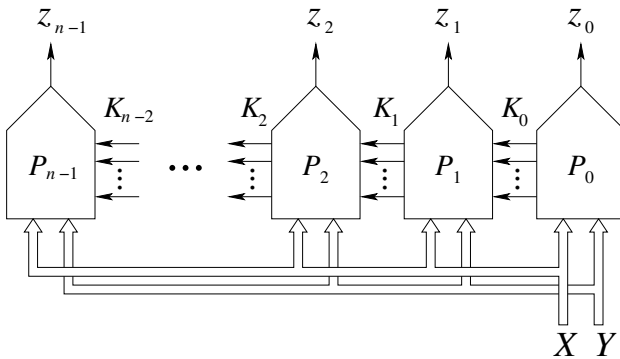 z_{n-1} z_2 z_1 z_0
K_{n-2} K_2 K_1 K_0
P_{n-1} ... P_2 P_1 P_0
X Y